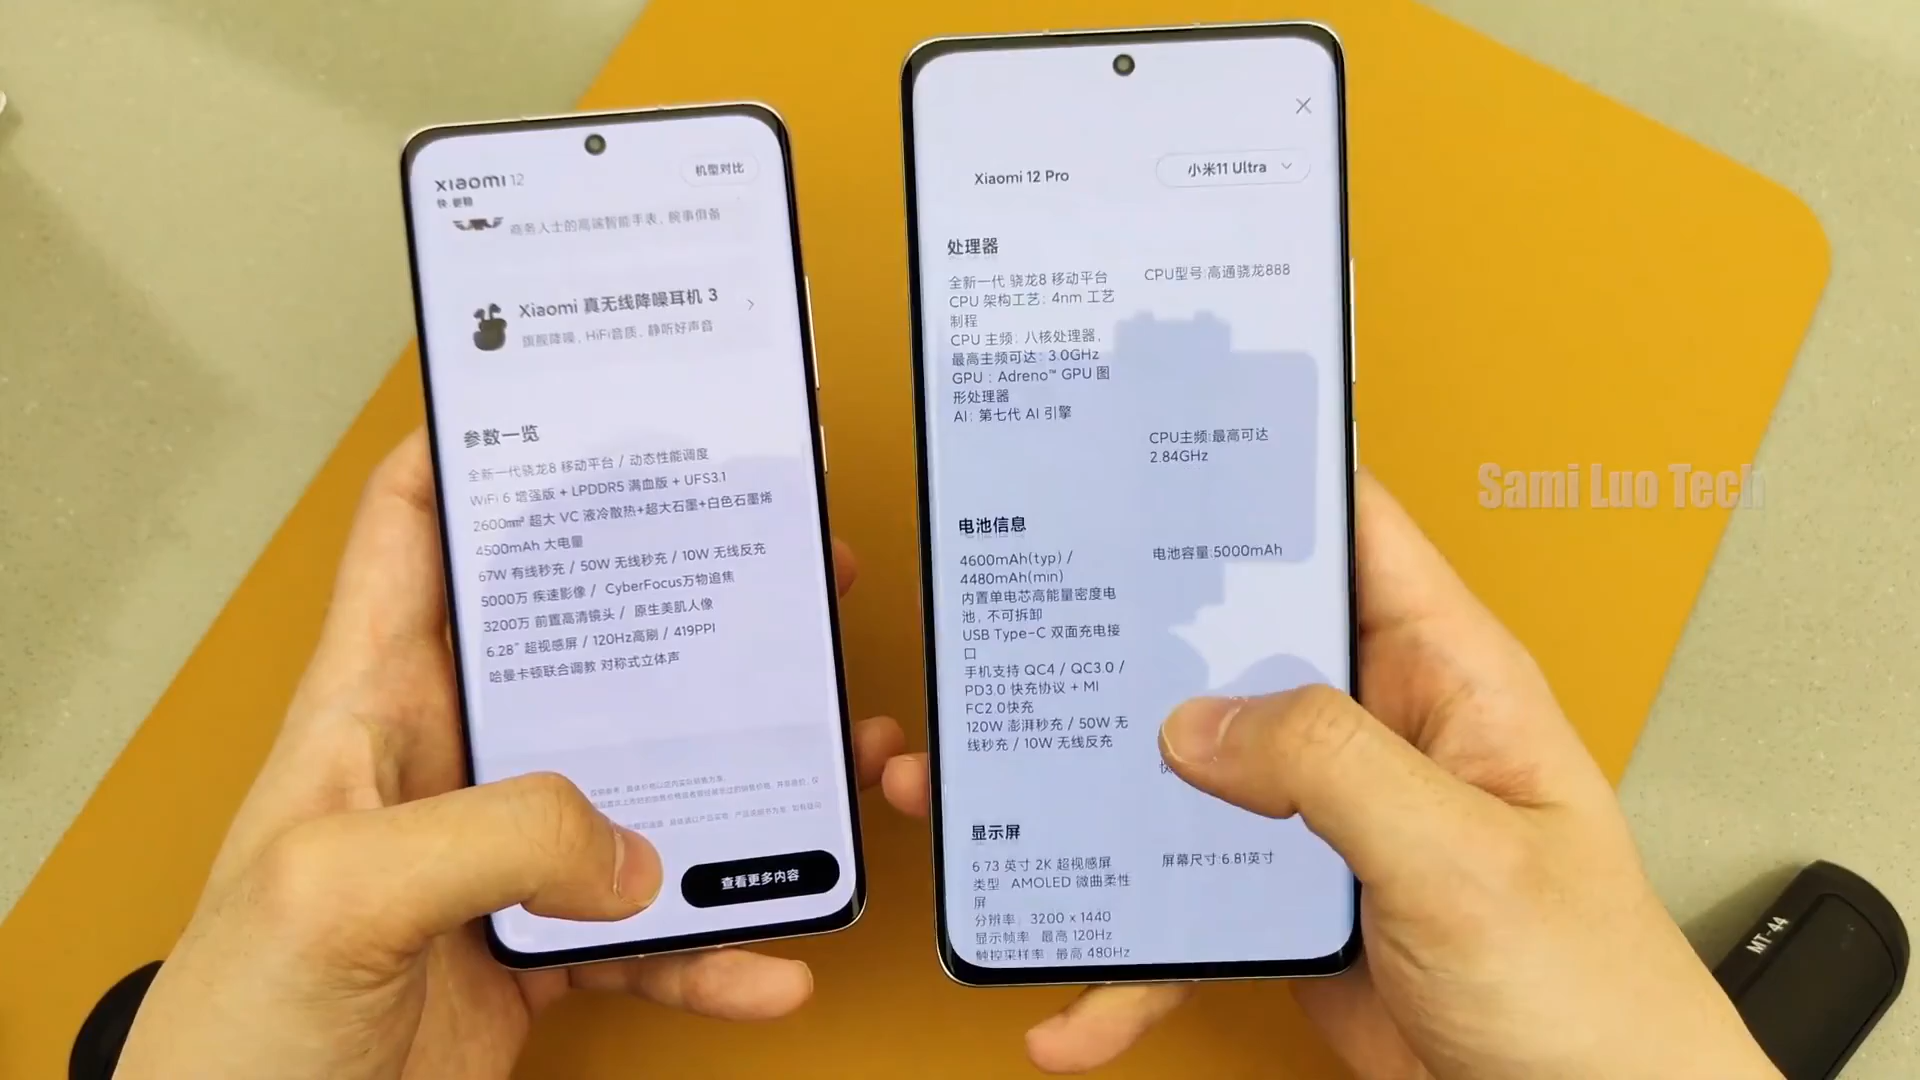 xiaomi 12
机型对比
快 更稳
商务人士的高端智能手表，腕事俱备
Xiaomi 真无线降噪耳机 3
旗舰降噪，HiFi音质，静听好声音
参数一览
全新一代骁龙8 移动平台 / 动态性能调度
WiFi 6 增强版 + LPDDR5 满血版 + UFS3.1
2600mm² 超大 VC 液冷散热+超大石墨+白色石墨烯
4500mAh 大电量
67W 有线秒充 / 50W 无线秒充 / 10W 无线反充
5000万 疾速影像 / CyberFocus万物追焦
3200万 前置高清镜头 / 原生美肌人像
6.28" 超视感屏 / 120Hz高刷 / 419PPI
哈曼卡顿联合调教 对称式立体声
查看更多内容
Xiaomi 12 Pro
小米11 Ultra
处理器
全新一代 骁龙8 移动平台
CPU 架构工艺：4nm 工艺
制程
CPU 主频：八核处理器，
最高主频可达：3.0GHz
GPU：Adreno™ GPU 图
形处理器
AI：第七代 AI 引擎
CPU型号:高通骁龙888
CPU主频:最高可达
2.84GHz
电池信息
4600mAh(typ) /
4480mAh(min)
内置单电芯高能量密度电
池，不可拆卸
USB Type-C 双面充电接
口
手机支持 QC4 / QC3.0 /
PD3.0 快充协议 + MI
FC2.0快充
120W 澎湃秒充 / 50W 无
线秒充 / 10W 无线反充
电池容量:5000mAh
显示屏
6.73 英寸 2K 超视感屏
类型 AMOLED 微曲柔性
屏
分辨率 3200 x 1440
显示帧率 最高 120Hz
触控采样率 最高 480Hz
屏幕尺寸:6.81英寸
Sami Luo Tech
MT-44